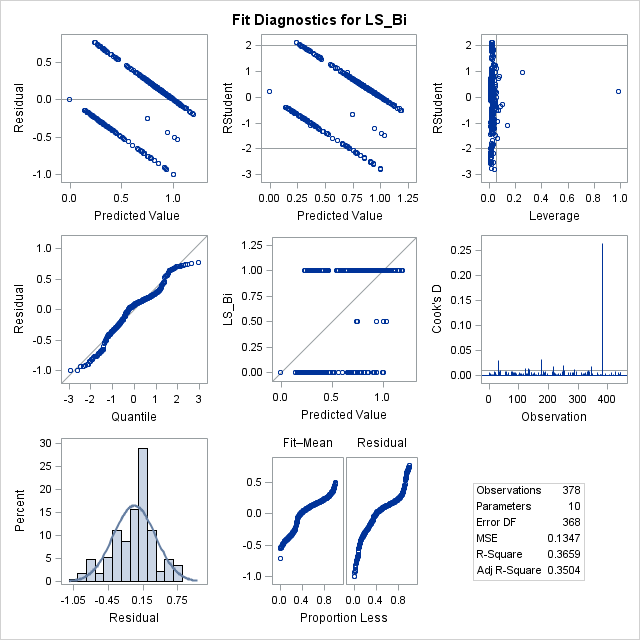 Fit Diagnostics for LS_Bi
Residual
0.5
0.0
-0.5
-1.0
0.0 0.5 1.0
Predicted Value
RStudent
2
1
0
-1
-2
-3
0.00 0.25 0.50 0.75 1.00 1.25
Predicted Value
RStudent
2
1
0
-1
-2
-3
0.0 0.2 0.4 0.6 0.8 1.0
Leverage
Residual
1.0
0.5
0.0
-0.5
-1.0
-3 -2 -1 0 1 2 3
Quantile
LS_Bi
1.25
1.00
0.75
0.50
0.25
0.00
0.0 0.5 1.0
Predicted Value
Cook's D
0.25
0.20
0.15
0.10
0.05
0.00
0 100 200 300 400
Observation
Percent
30
25
20
15
10
5
0
-1.05 -0.45 0.15 0.75
Residual
Fit–Mean Residual
1.0
0.5
0.0
-0.5
-1.0
0.0 0.4 0.8 0.0 0.4 0.8
Proportion Less
Observations 378
Parameters 10
Error DF 368
MSE 0.1347
R-Square 0.3659
Adj R-Square 0.3504